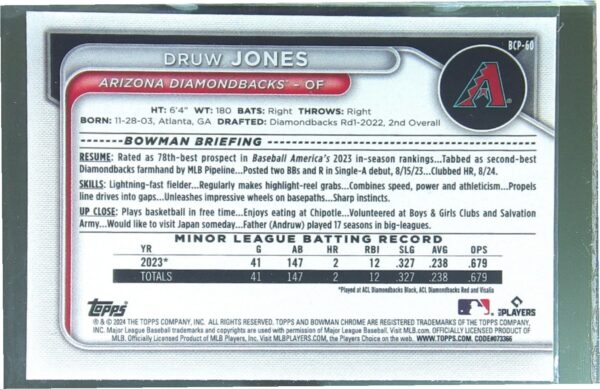 DRUW JONES
BCP-60
ARIZONA DIAMONDBACKS™ – OF
A
HT: 6'4" WT: 180 BATS: Right THROWS: Right
BORN: 11-28-03, Atlanta, GA DRAFTED: Diamondbacks Rd1-2022, 2nd Overall
BOWMAN BRIEFING
RESUME: Rated as 78th-best prospect in Baseball America's 2023 in-season rankings...Tabbed as second-best
Diamondbacks farmhand by MLB Pipeline...Posted two BBs and R in Single-A debut, 8/15/23...Clubbed HR, 8/24.
SKILLS: Lightning-fast fielder...Regularly makes highlight-reel grabs...Combines speed, power and athleticism...Propels
line drives into gaps...Unleashes impressive wheels on basepaths...Sharp instincts.
UP CLOSE: Plays basketball in free time...Enjoys eating at Chipotle...Volunteered at Boys & Girls Clubs and Salvation
Army...Would like to visit Japan someday...Father (Andruw) played 17 seasons in big-leagues.
MINOR LEAGUE BATTING RECORD
YR G AB HR RBI SLG AVG OPS
2023* 41 147 2 12 .327 .238 .679
TOTALS 41 147 2 12 .327 .238 .679
*Played at ACL Diamondbacks Black, ACL Diamondbacks Red and Visalia
Topps
PLAYERS
® & © 2024 THE TOPPS COMPANY, INC. ALL RIGHTS RESERVED. TOPPS AND BOWMAN CHROME ARE REGISTERED TRADEMARKS OF THE TOPPS COMPANY,
INC. Major League Baseball trademarks and copyrights are used with permission of Major League Baseball. Visit MLB.com. OFFICIALLY LICENSED PRODUCT OF
MLB. Officially Licensed Product of MLB Players, Inc. Visit MLBPLAYERS.com, the Players Choice on the web. WWW.TOPPS.COM. CODE#073366